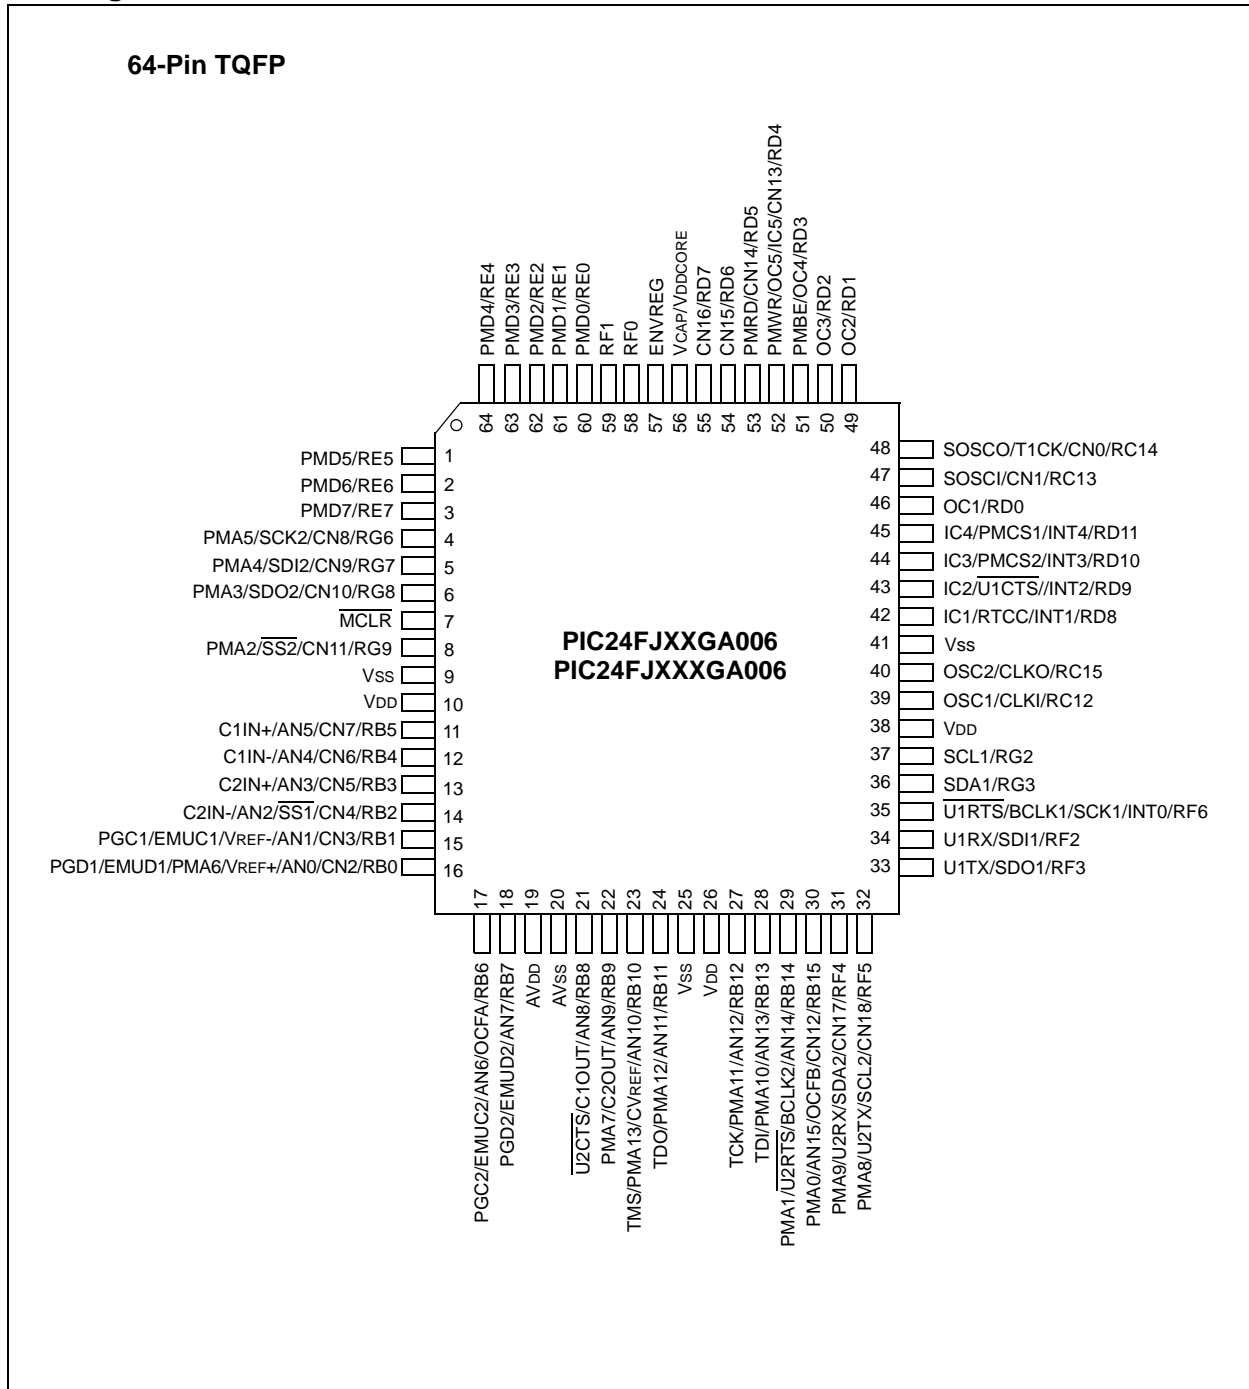 64-Pin TQFP
PMD4/RE4
PMD3/RE3
PMD2/RE2
PMD1/RE1
PMD0/RE0
RF1
RF0
ENVREG
VCAP/VDDCORE
CN16/RD7
CN15/RD6
PMRD/CN14/RD5
PMWR/OC5/IC5/CN13/RD4
PMBE/OC4/RD3
OC3/RD2
OC2/RD1
64
63
62
61
60
59
58
57
56
55
54
53
52
51
50
49
PMD5/RE5 1
PMD6/RE6 2
PMD7/RE7 3
PMA5/SCK2/CN8/RG6 4
PMA4/SDI2/CN9/RG7 5
PMA3/SDO2/CN10/RG8 6
MCLR 7
PMA2/SS2/CN11/RG9 8
VSS 9
VDD 10
C1IN+/AN5/CN7/RB5 11
C1IN-/AN4/CN6/RB4 12
C2IN+/AN3/CN5/RB3 13
C2IN-/AN2/SS1/CN4/RB2 14
PGC1/EMUC1/VREF-/AN1/CN3/RB1 15
PGD1/EMUD1/PMA6/VREF+/AN0/CN2/RB0 16
PIC24FJXXGA006
PIC24FJXXXGA006
48 SOSCO/T1CK/CN0/RC14
47 SOSCI/CN1/RC13
46 OC1/RD0
45 IC4/PMCS1/INT4/RD11
44 IC3/PMCS2/INT3/RD10
43 IC2/U1CTS//INT2/RD9
42 IC1/RTCC/INT1/RD8
41 Vss
40 OSC2/CLKO/RC15
39 OSC1/CLKI/RC12
38 VDD
37 SCL1/RG2
36 SDA1/RG3
35 U1RTS/BCLK1/SCK1/INT0/RF6
34 U1RX/SDI1/RF2
33 U1TX/SDO1/RF3
17
18
19
20
21
22
23
24
25
26
27
28
29
30
31
32
PGC2/EMUC2/AN6/OCFA/RB6
PGD2/EMUD2/AN7/RB7
AVDD
AVSS
U2CTS/C1OUT/AN8/RB8
PMA7/C2OUT/AN9/RB9
TMS/PMA13/CVREF/AN10/RB10
TDO/PMA12/AN11/RB11
VSS
VDD
TCK/PMA11/AN12/RB12
TDI/PMA10/AN13/RB13
PMA1/U2RTS/BCLK2/AN14/RB14
PMA0/AN15/OCFB/CN12/RB15
PMA9/U2RX/SDA2/CN17/RF4
PMA8/U2TX/SCL2/CN18/RF5